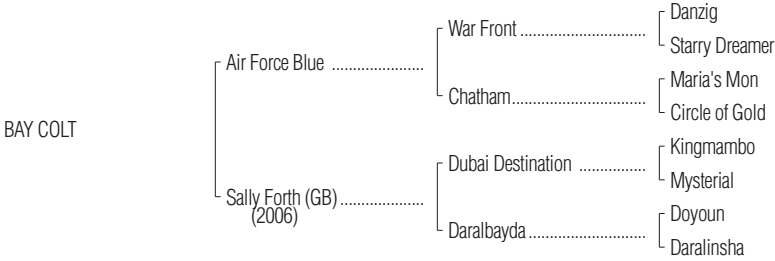 Danzig
War Front ..............................
Starry Dreamer
Air Force Blue ......................
Maria's Mon
Chatham................................
Circle of Gold
BAY COLT
Kingmambo
Dubai Destination ................
Mysterial
Sally Forth (GB) ....................
(2006)
Doyoun
Daralbayda............................
Daralinsha